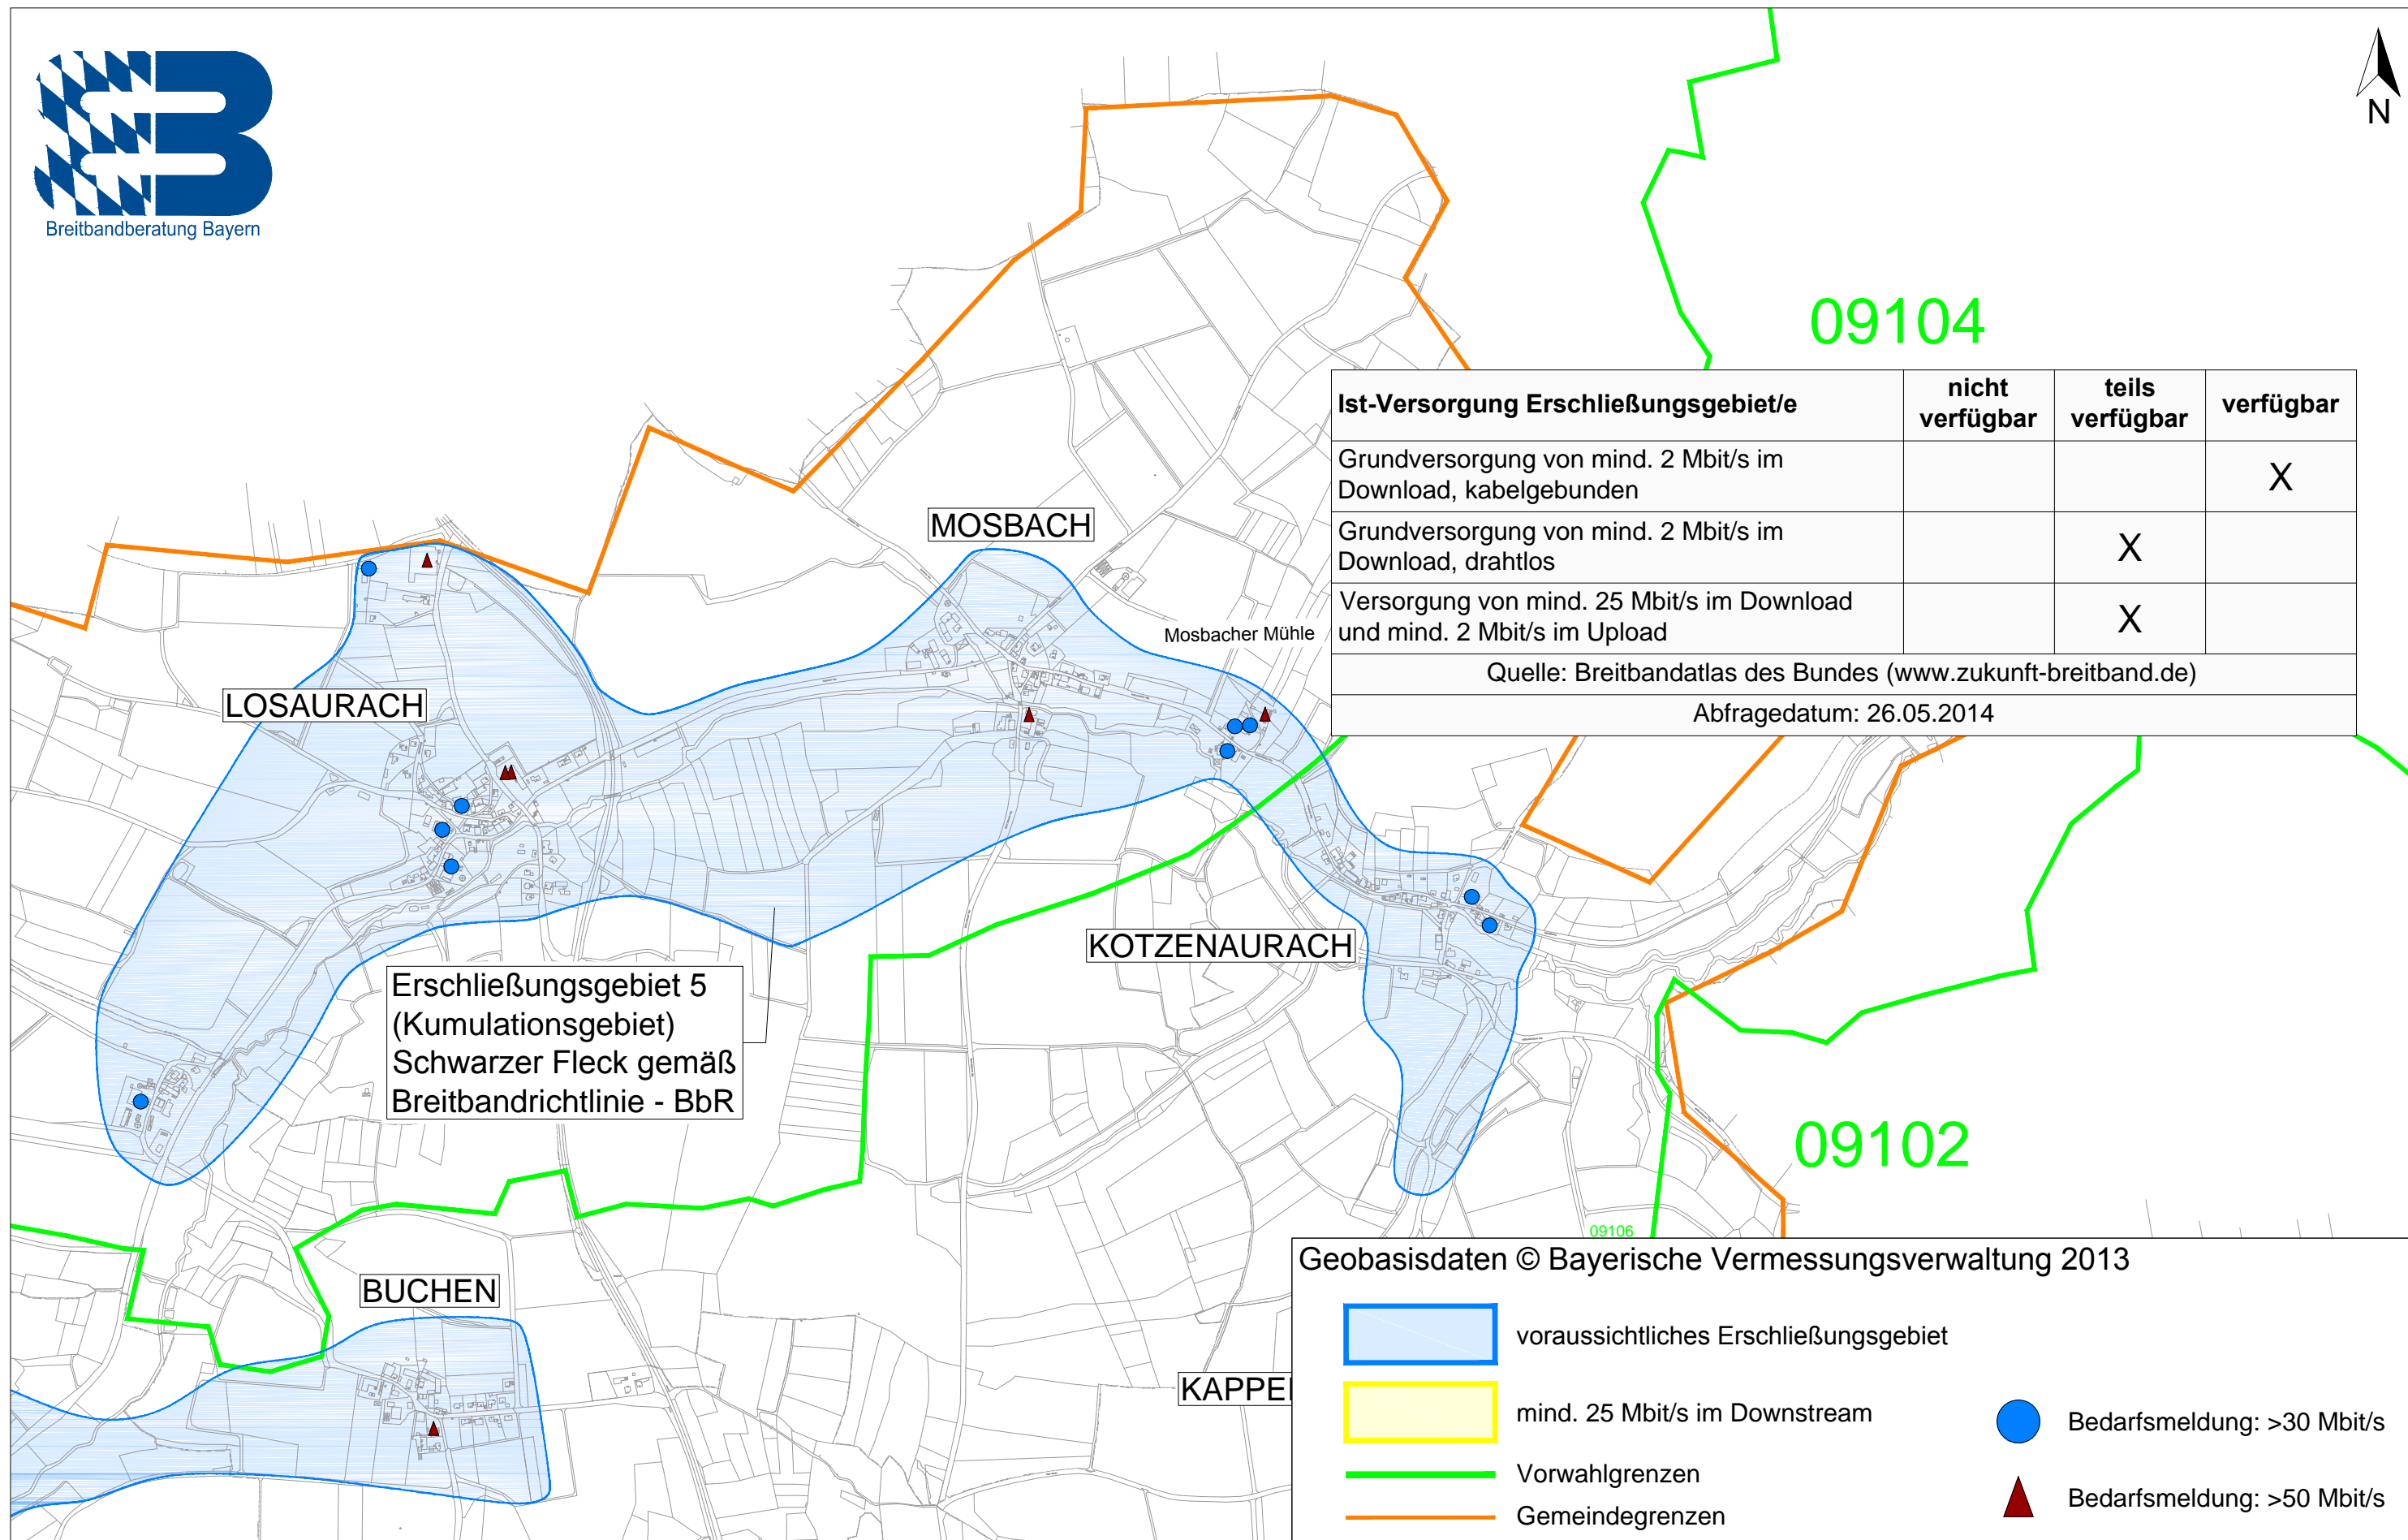 Breitbandberatung Bayern
N
09104
Ist-Versorgung Erschließungsgebiet/e
nicht
verfügbar
teils
verfügbar
verfügbar
Grundversorgung von mind. 2 Mbit/s im
Download, kabelgebunden
X
Grundversorgung von mind. 2 Mbit/s im
Download, drahtlos
X
Versorgung von mind. 25 Mbit/s im Download
und mind. 2 Mbit/s im Upload
X
Quelle: Breitbandatlas des Bundes (www.zukunft-breitband.de)
Abfragedatum: 26.05.2014
MOSBACH
Mosbacher Mühle
LOSAURACH
KOTZENAURACH
Erschließungsgebiet 5
(Kumulationsgebiet)
Schwarzer Fleck gemäß
Breitbandrichtlinie - BbR
09102
09106
BUCHEN
KAPPE
Geobasisdaten © Bayerische Vermessungsverwaltung 2013
voraussichtliches Erschließungsgebiet
mind. 25 Mbit/s im Downstream
Vorwahlgrenzen
Gemeindegrenzen
Bedarfsmeldung: >30 Mbit/s
Bedarfsmeldung: >50 Mbit/s